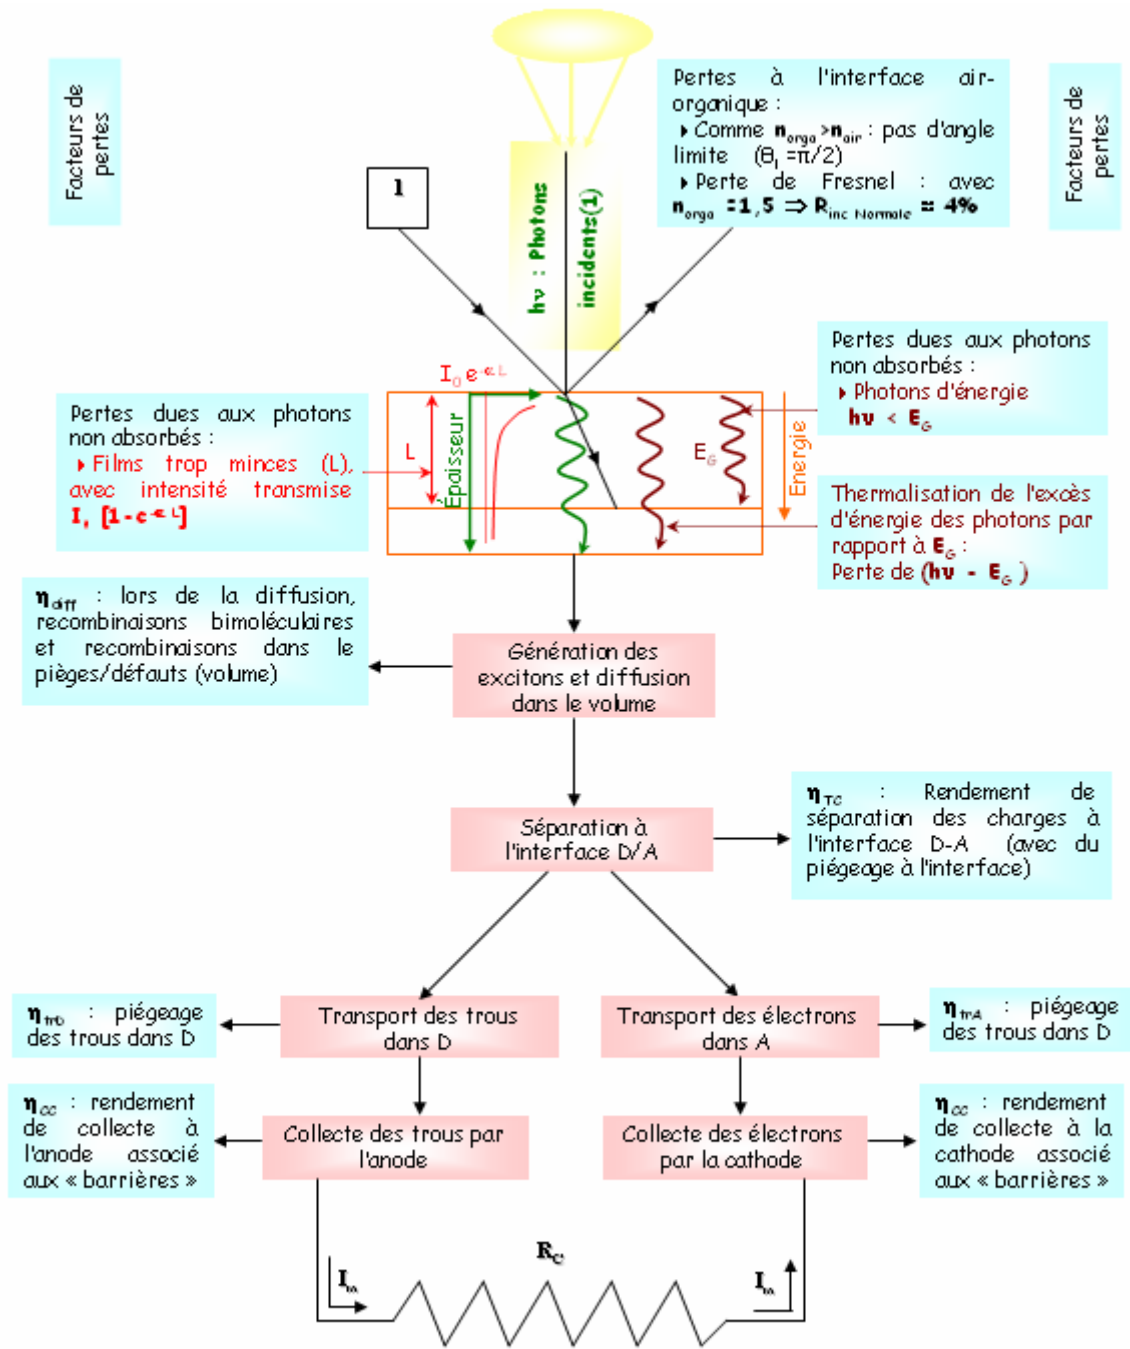 Facteurs de
pertes
Pertes à l'interface air-
organique :
Comme n_orga > n_air : pas d'angle
limite (θ_l =π/2)
Perte de Fresnel : avec
n_orga =1,5 ⇒ R_inc Normale = 4%
Facteurs de
pertes
1
hν : Photons
incidents(1)
I_0 e^-α L
Pertes dues aux photons
non absorbés :
Films trop minces (L),
avec intensité transmise
[1 - e^-α L]
L
Épaisseur
E_G
Energie
Pertes dues aux photons
non absorbés :
Photons d'énergie
hν < E_G
Thermalisation de l'excès
d'énergie des photons par
rapport à E_G :
Perte de (hν - E_G )
η_diff : lors de la diffusion,
recombinaisons bimoléculaires
et recombinaisons dans le
pièges/défauts (volume)
Génération des
excitons et diffusion
dans le volume
Séparation à
l'interface D/A
η_TC : Rendement de
séparation des charges à
l'interface D-A (avec du
piégeage à l'interface)
η_trD : piégeage
des trous dans D
Transport des trous
dans D
Transport des électrons
dans A
η_trA : piégeage
des trous dans D
η_CC : rendement
de collecte à
l'anode associé
aux « barrières »
Collecte des trous par
l'anode
Collecte des électrons
par la cathode
η_CC : rendement
de collecte à la
cathode associé
aux « barrières »
R_C